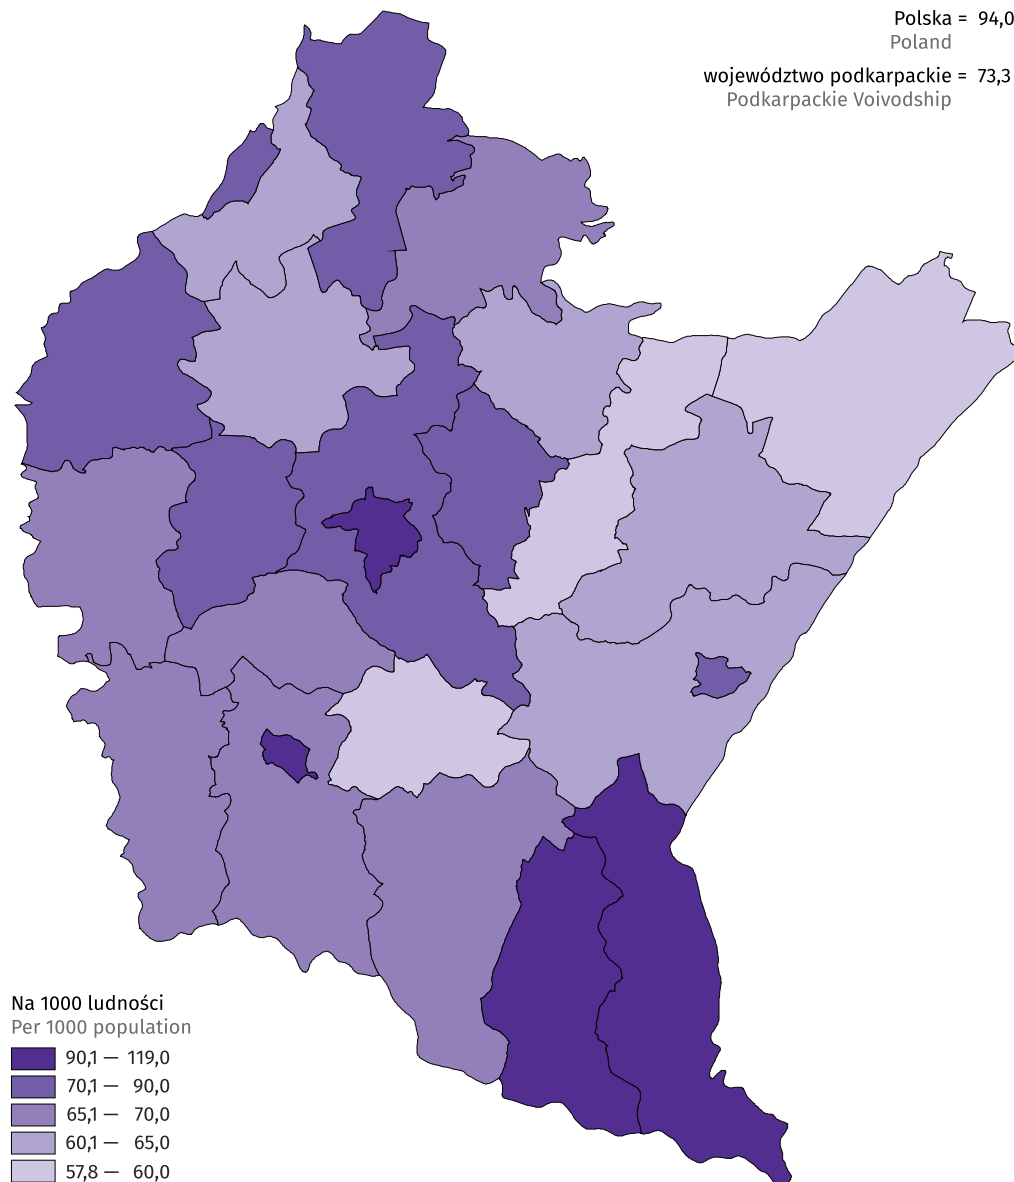 Polska = 94,0
Poland
województwo podkarpackie = 73,3
Podkarpackie Voivodship
Na 1000 ludności
Per 1000 population
90,1 — 119,0
70,1 — 90,0
65,1 — 70,0
60,1 — 65,0
57,8 — 60,0